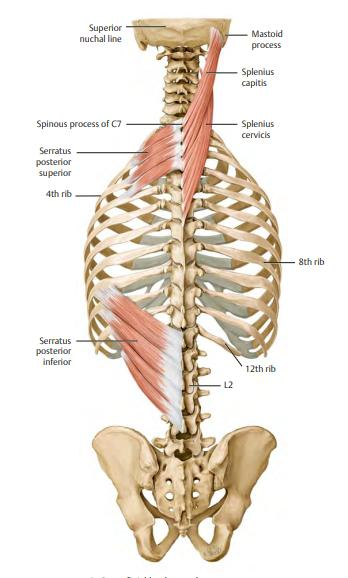 Superior
nuchal line
Mastoid
process
Splenius
capitis
Spinous process of C7
Splenius
cervicis
Serratus
posterior
superior
4th rib
8th rib
Serratus
posterior
inferior
12th rib
L2